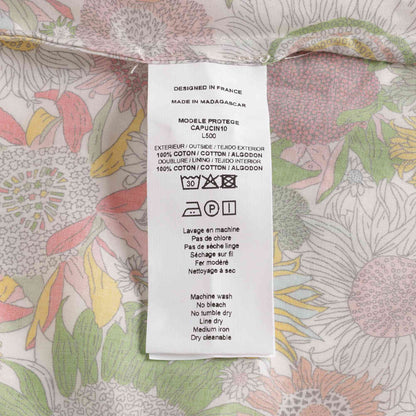 DESIGNED IN FRANCE
MADE IN MADAGASCAR
MODELE PROTEGE
CAPUCIN10
L500
EXTERIEUR / OUTSIDE / TEJIDO EXTERIOR
100% COTON / COTTON / ALGODON
DOUBLURE / LINING / TEJIDO INTERIOR
100% COTON / COTTON / ALGODON
30
P
Lavage en machine
Pas de chlore
Pas de sèche linge
Séchage sur fil
Fer modéré
Nettoyage à sec
Machine wash
No bleach
No tumble dry
Line dry
Medium iron
Dry cleanable